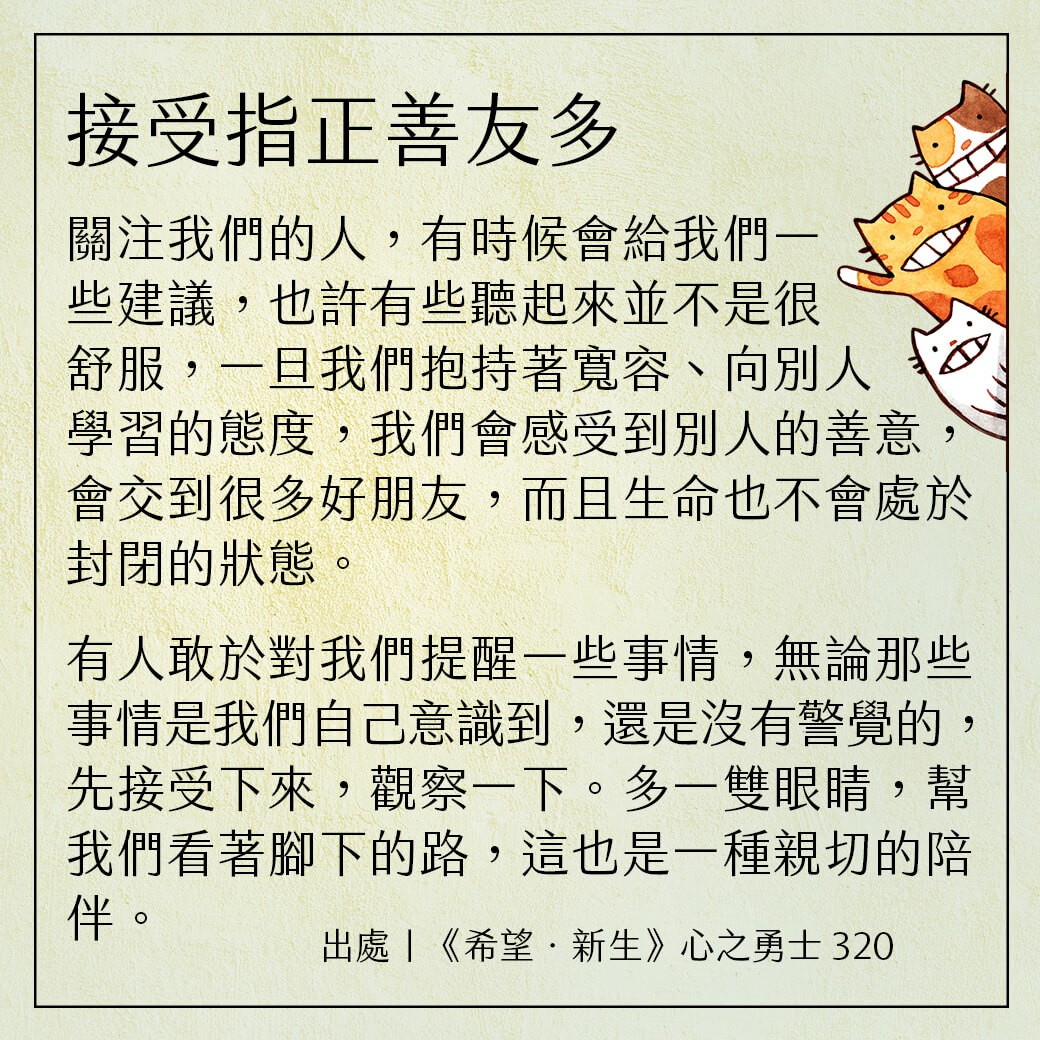 接受指正善友多
關注我們的人，有時候會給我們一
些建議，也許有些聽起來並不是很
舒服，一旦我們抱持著寬容、向別人
學習的態度，我們會感受到別人的善意，
會交到很多好朋友，而且生命也不會處於
封閉的狀態。
有人敢於對我們提醒一些事情，無論那些
事情是我們自己意識到，還是沒有警覺的，
先接受下來，觀察一下。多一雙眼睛，幫
我們看著腳下的路，這也是一種親切的陪
伴。
出處｜《希望．新生》心之勇士 320